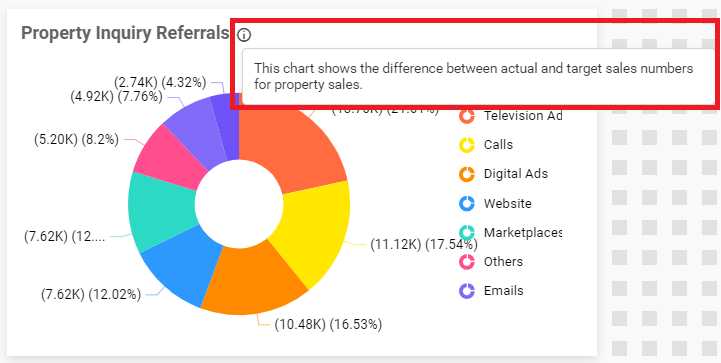 Property Inquiry Referrals
This chart shows the difference between actual and target sales numbers
for property sales.
(2.74K) (4.32%)
(4.92K) (7.76%)
(5.20K) (8.2%)
(7.62K) (12....
(7.62K) (12.02%)
(10.48K) (16.53%)
(11.12K) (17.54%)
Television Ad
Calls
Digital Ads
Website
Marketplaces
Others
Emails